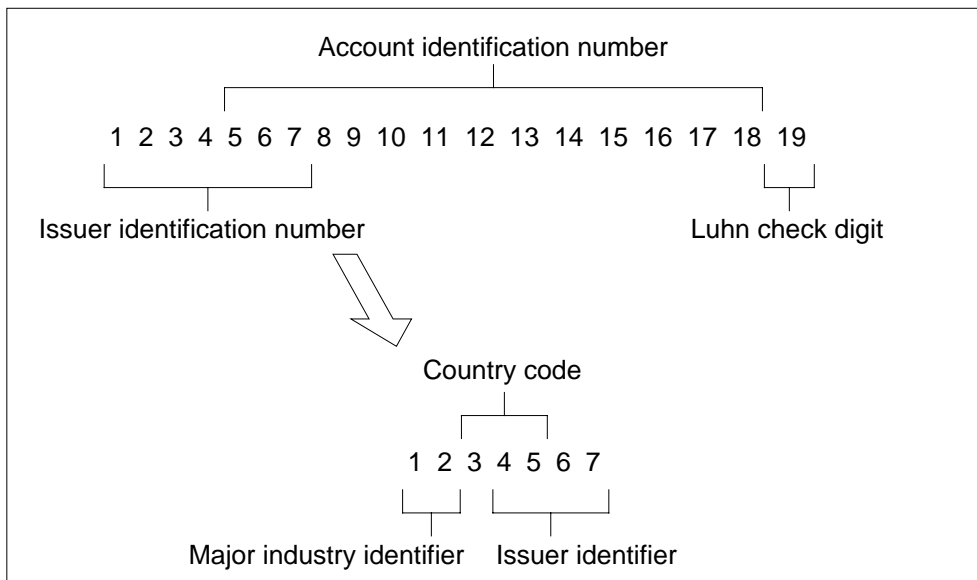 Account identification number
1 2 3 4 5 6 7 8 9 10 11 12 13 14 15 16 17 18 19
Issuer identification number
Luhn check digit
Country code
1 2 3 4 5 6 7
Major industry identifier
Issuer identifier